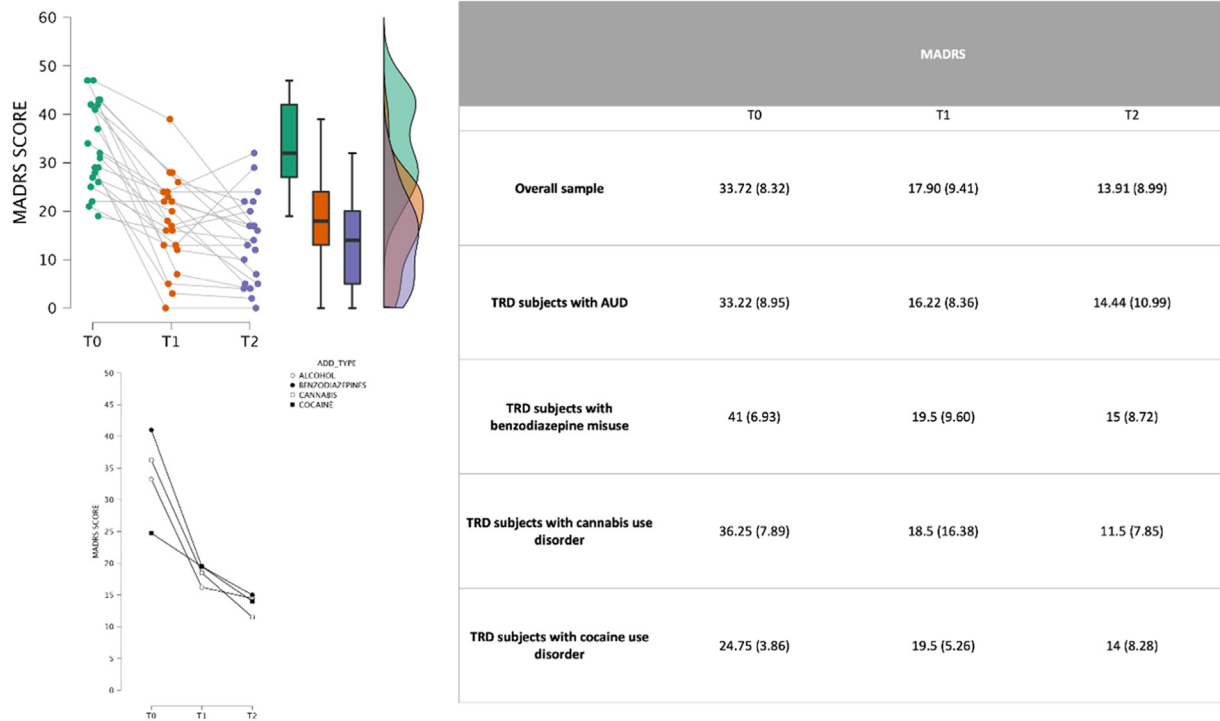 60
50
40
30
20
10
0
MADRS SCORE
T0 T1 T2
ADD_TYPE
ALCOHOL
BENZODIAZEPINES
CANNABIS
COCAINE
50
45
40
35
30
25
20
15
10
5
0
MADRS SCORE
T0 T1 T2
MADRS
T0 T1 T2
Overall sample 33.72 (8.32) 17.90 (9.41) 13.91 (8.99)
TRD subjects with AUD 33.22 (8.95) 16.22 (8.36) 14.44 (10.99)
TRD subjects with
benzodiazepine misuse 41 (6.93) 19.5 (9.60) 15 (8.72)
TRD subjects with cannabis use
disorder 36.25 (7.89) 18.5 (16.38) 11.5 (7.85)
TRD subjects with cocaine use
disorder 24.75 (3.86) 19.5 (5.26) 14 (8.28)